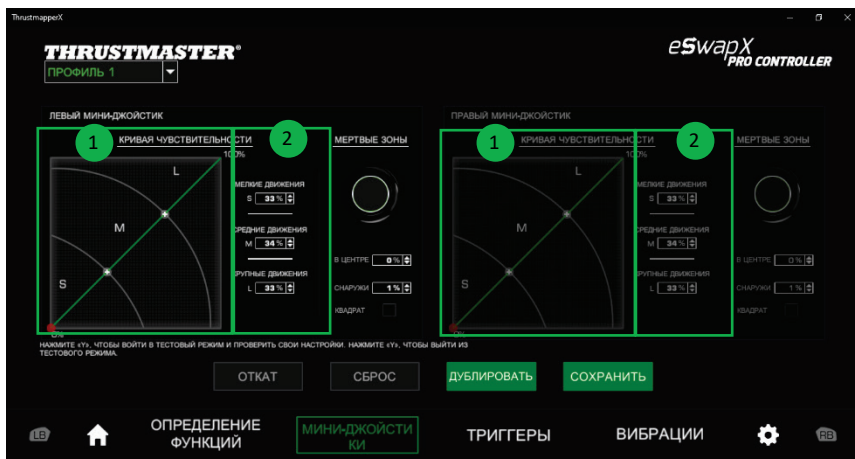 ThrustmapperX
THRUSTMASTER®
ПРОФИЛЬ 1
eSwapX
PRO CONTROLLER
ЛЕВЫЙ МИНИ-ДЖОЙСТИК
1
КРИВАЯ ЧУВСТВИТЕЛЬНОСТИ
2
МЕРТВЫЕ ЗОНЫ
100%
L
M
S
0%
МЕЛКИЕ ДВИЖЕНИЯ
S 33 %
СРЕДНИЕ ДВИЖЕНИЯ
M 34 %
КРУПНЫЕ ДВИЖЕНИЯ
L 33 %
В ЦЕНТРЕ 0 %
СНАРУЖИ 1 %
КВАДРАТ
ПРАВЫЙ МИНИ-ДЖОЙСТИК
1
КРИВАЯ ЧУВСТВИТЕЛЬНОСТИ
2
МЕРТВЫЕ ЗОНЫ
100%
L
M
S
0%
МЕЛКИЕ ДВИЖЕНИЯ
S 33 %
СРЕДНИЕ ДВИЖЕНИЯ
M 34 %
КРУПНЫЕ ДВИЖЕНИЯ
L 33 %
В ЦЕНТРЕ 0 %
СНАРУЖИ 1 %
КВАДРАТ
НАЖМИТЕ «Y», ЧТОБЫ ВОЙТИ В ТЕСТОВЫЙ РЕЖИМ И ПРОВЕРИТЬ СВОИ НАСТРОЙКИ. НАЖМИТЕ «Y», ЧТОБЫ ВЫЙТИ ИЗ
ТЕСТОВОГО РЕЖИМА.
ОТКАТ
СБРОС
ДУБЛИРОВАТЬ
СОХРАНИТЬ
LB
ОПРЕДЕЛЕНИЕ
ФУНКЦИЙ
МИНИ-ДЖОЙСТИ
КИ
ТРИГГЕРЫ
ВИБРАЦИИ
RB